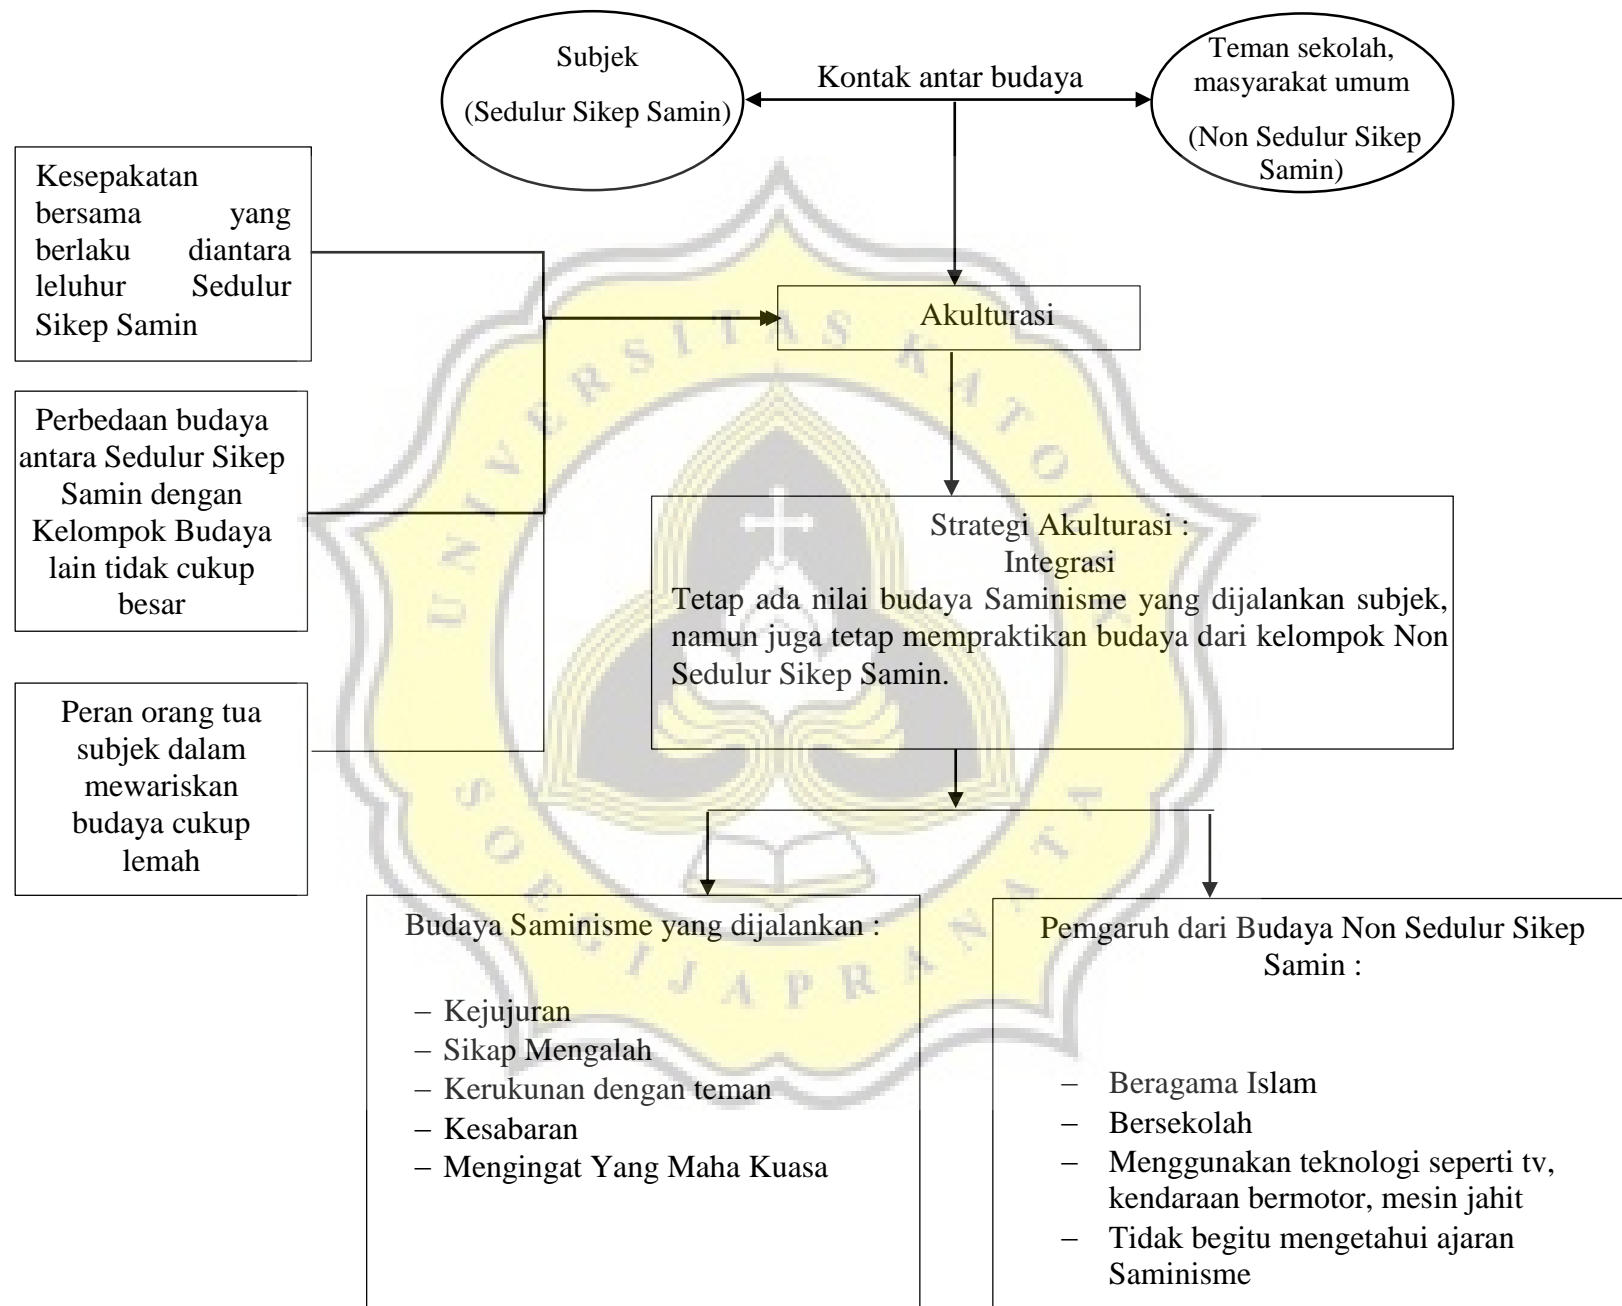 Subjek
(Sedulur Sikep Samin)
Kontak antar budaya
Teman sekolah,
masyarakat umum
(Non Sedulur Sikep
Samin)
Kesepakatan
bersama yang
berlaku diantara
leluhur Sedulur
Sikep Samin
Akulturasi
Perbedaan budaya
antara Sedulur Sikep
Samin dengan
Kelompok Budaya
lain tidak cukup
besar
Strategi Akulturasi :
Integrasi
Tetap ada nilai budaya Saminisme yang dijalankan subjek,
namun juga tetap mempraktikan budaya dari kelompok Non
Sedulur Sikep Samin.
Peran orang tua
subjek dalam
mewariskan
budaya cukup
lemah
Budaya Saminisme yang dijalankan :
– Kejujuran
– Sikap Mengalah
– Kerukunan dengan teman
– Kesabaran
– Mengingat Yang Maha Kuasa
Pemgaruh dari Budaya Non Sedulur Sikep
Samin :
– Beragama Islam
– Bersekolah
– Menggunakan teknologi seperti tv,
kendaraan bermotor, mesin jahit
– Tidak begitu mengetahui ajaran
Saminisme
UNIVERSITAS KATOLIK
SOEGIJAPRANATA